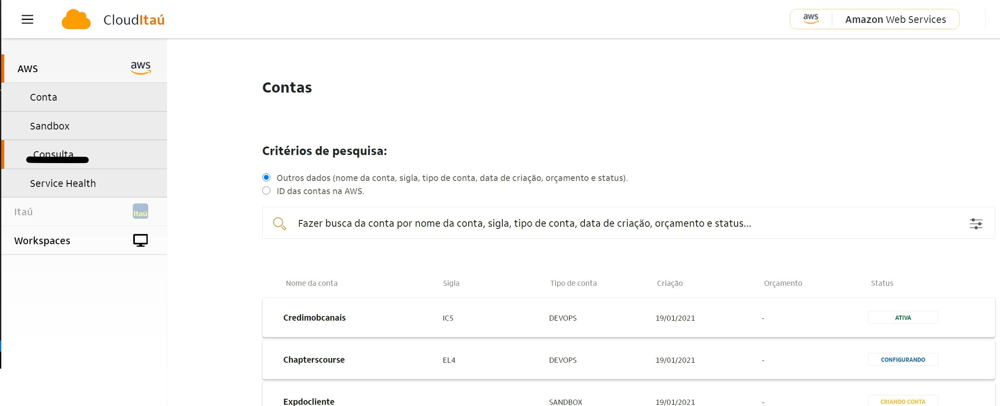 CloudItaú
aws Amazon Web Services
AWS aws
Conta
Sandbox
Consulta
Service Health
Itaú Itaú
Workspaces
Contas
Critérios de pesquisa:
Outros dados (nome da conta, sigla, tipo de conta, data de criação, orçamento e status).
ID das contas na AWS.
Fazer busca da conta por nome da conta, sigla, tipo de conta, data de criação, orçamento e status...
Nome da conta Sigla Tipo de conta Criação Orçamento Status
Credimobcanais IC5 DEVOPS 19/01/2021 - ATIVA
Chapterscourse EL4 DEVOPS 19/01/2021 - CONFIGURANDO
Expdocliente SANDBOX 19/01/2021 - CRIANDO CONTA